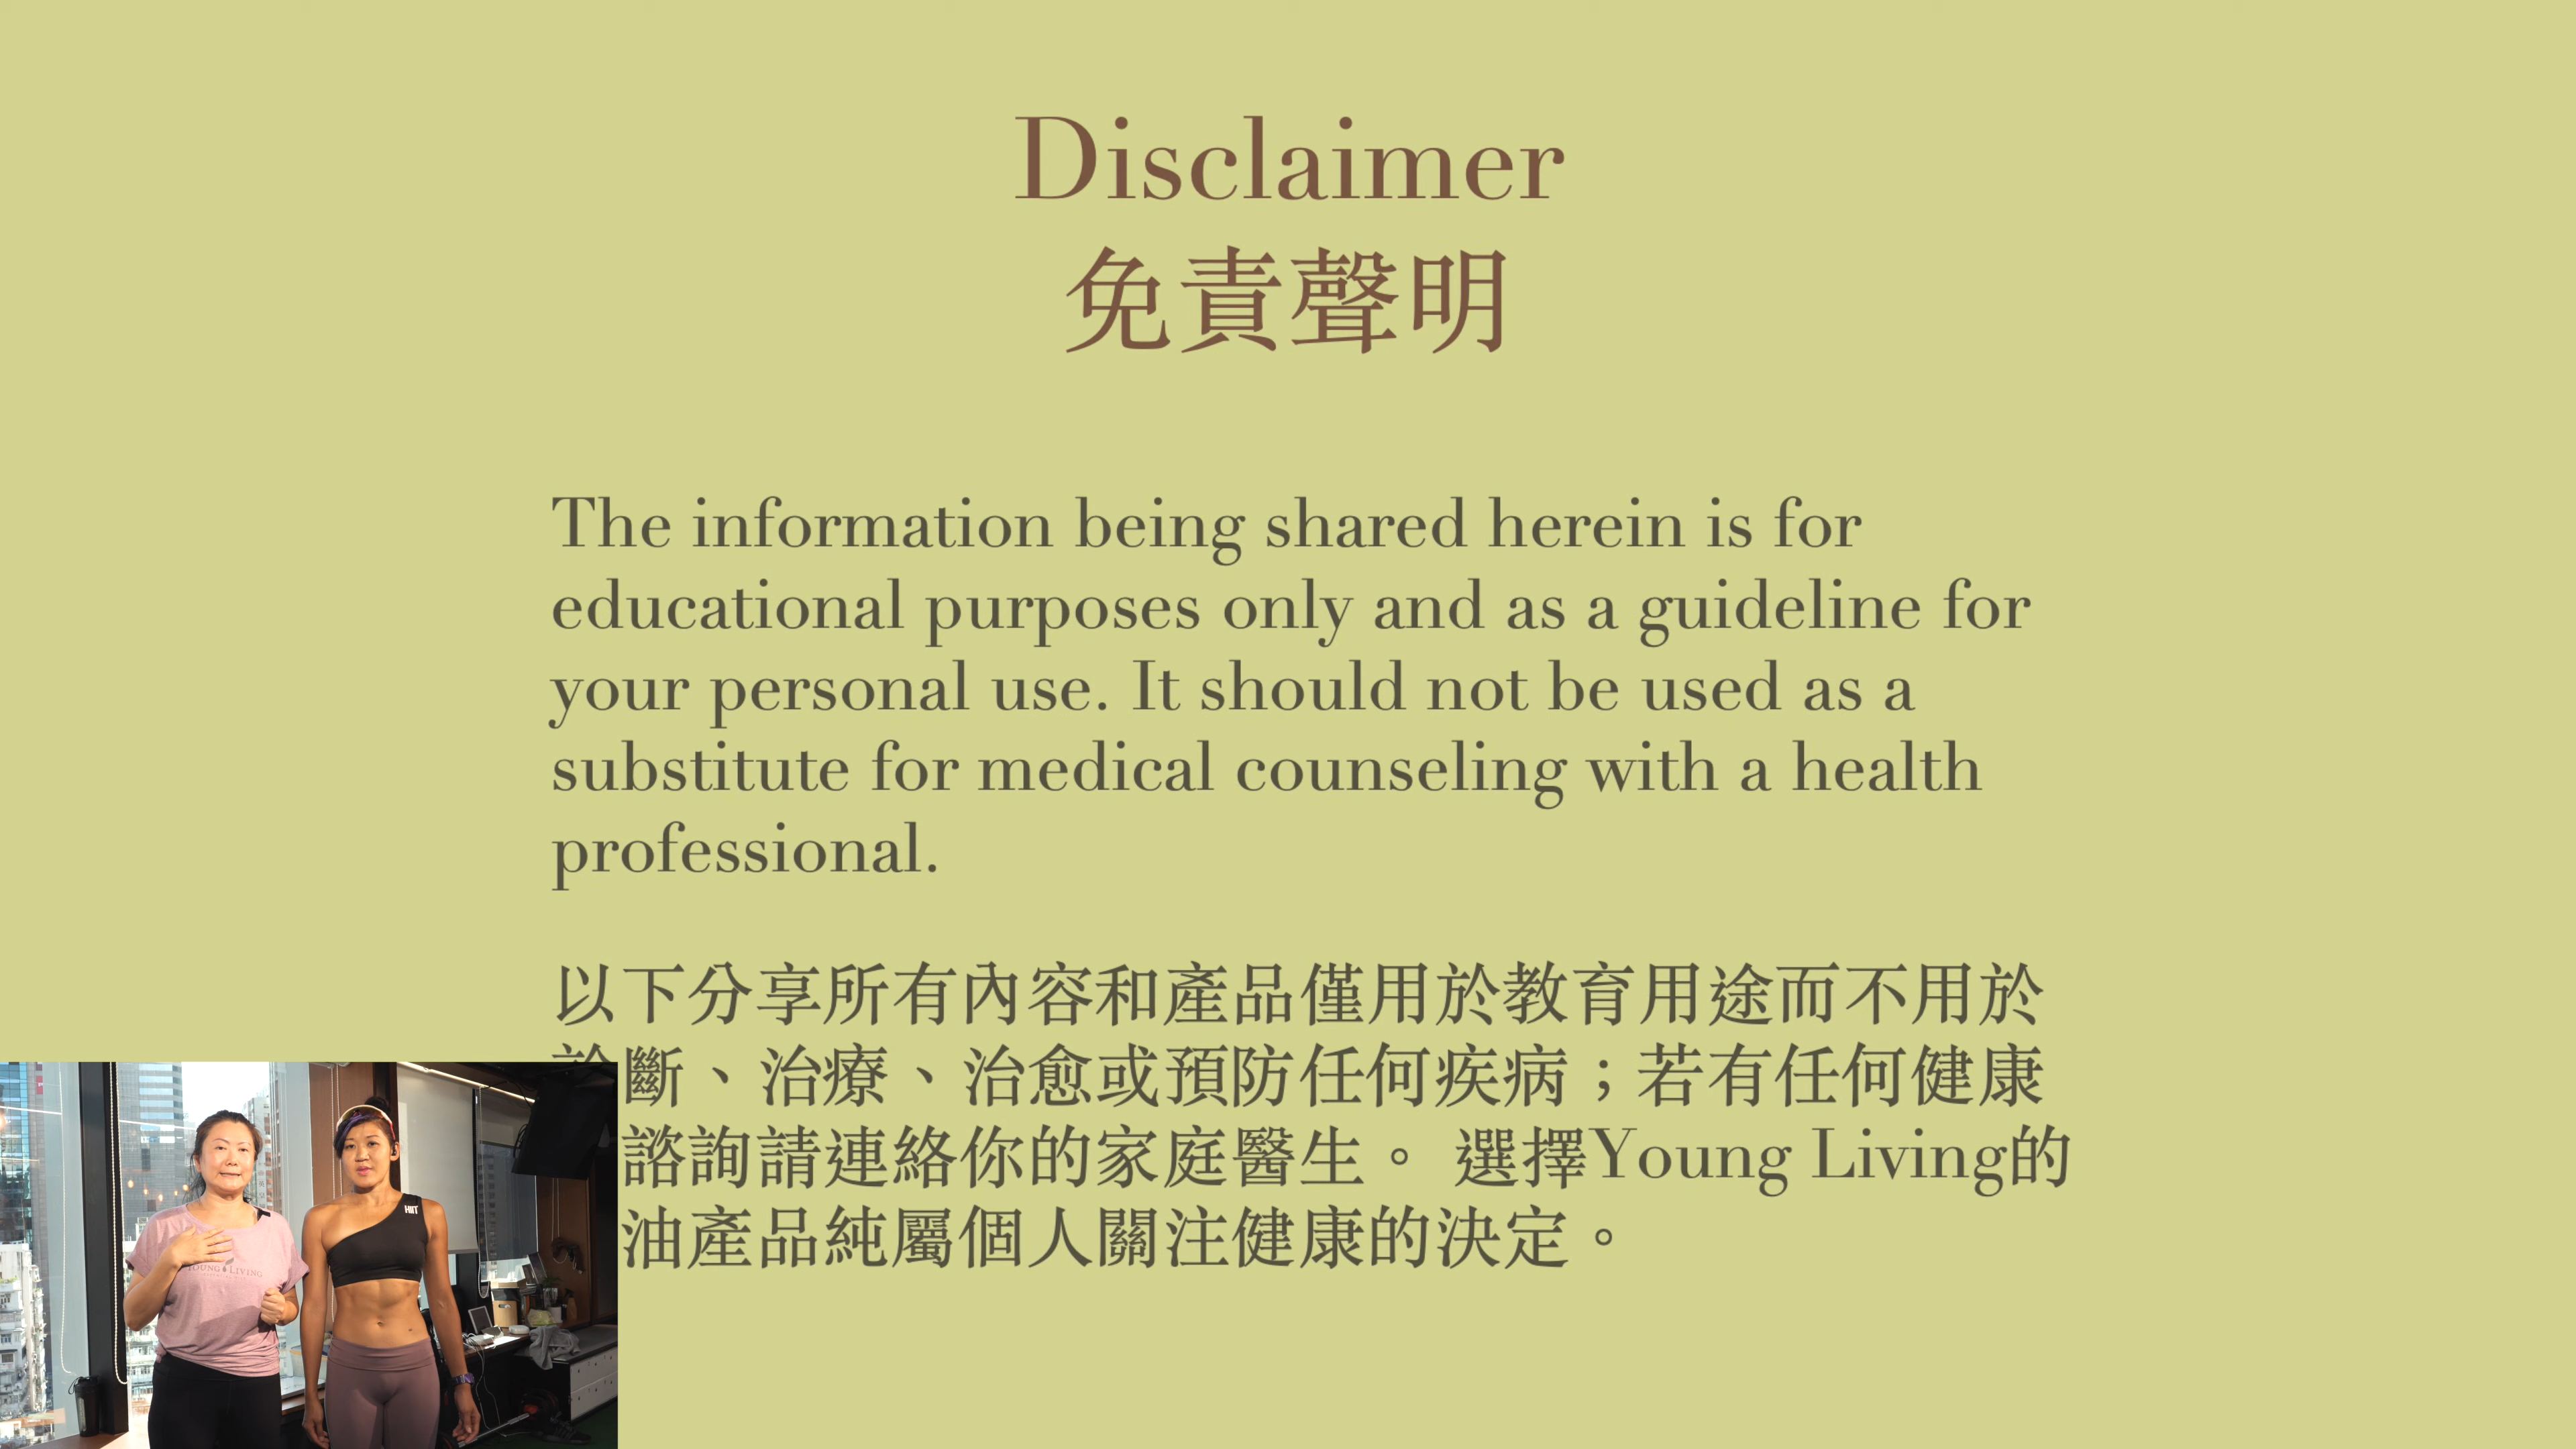 Disclaimer
免責聲明
The information being shared herein is for
educational purposes only and as a guideline for
your personal use. It should not be used as a
substitute for medical counseling with a health
professional.
以下分享所有內容和產品僅用於教育用途而不用於
斷、治療、治愈或預防任何疾病；若有任何健康
諮詢請連絡你的家庭醫生。 選擇Young Living的
油產品純屬個人關注健康的決定。
HIIT
YOUNG LIVING